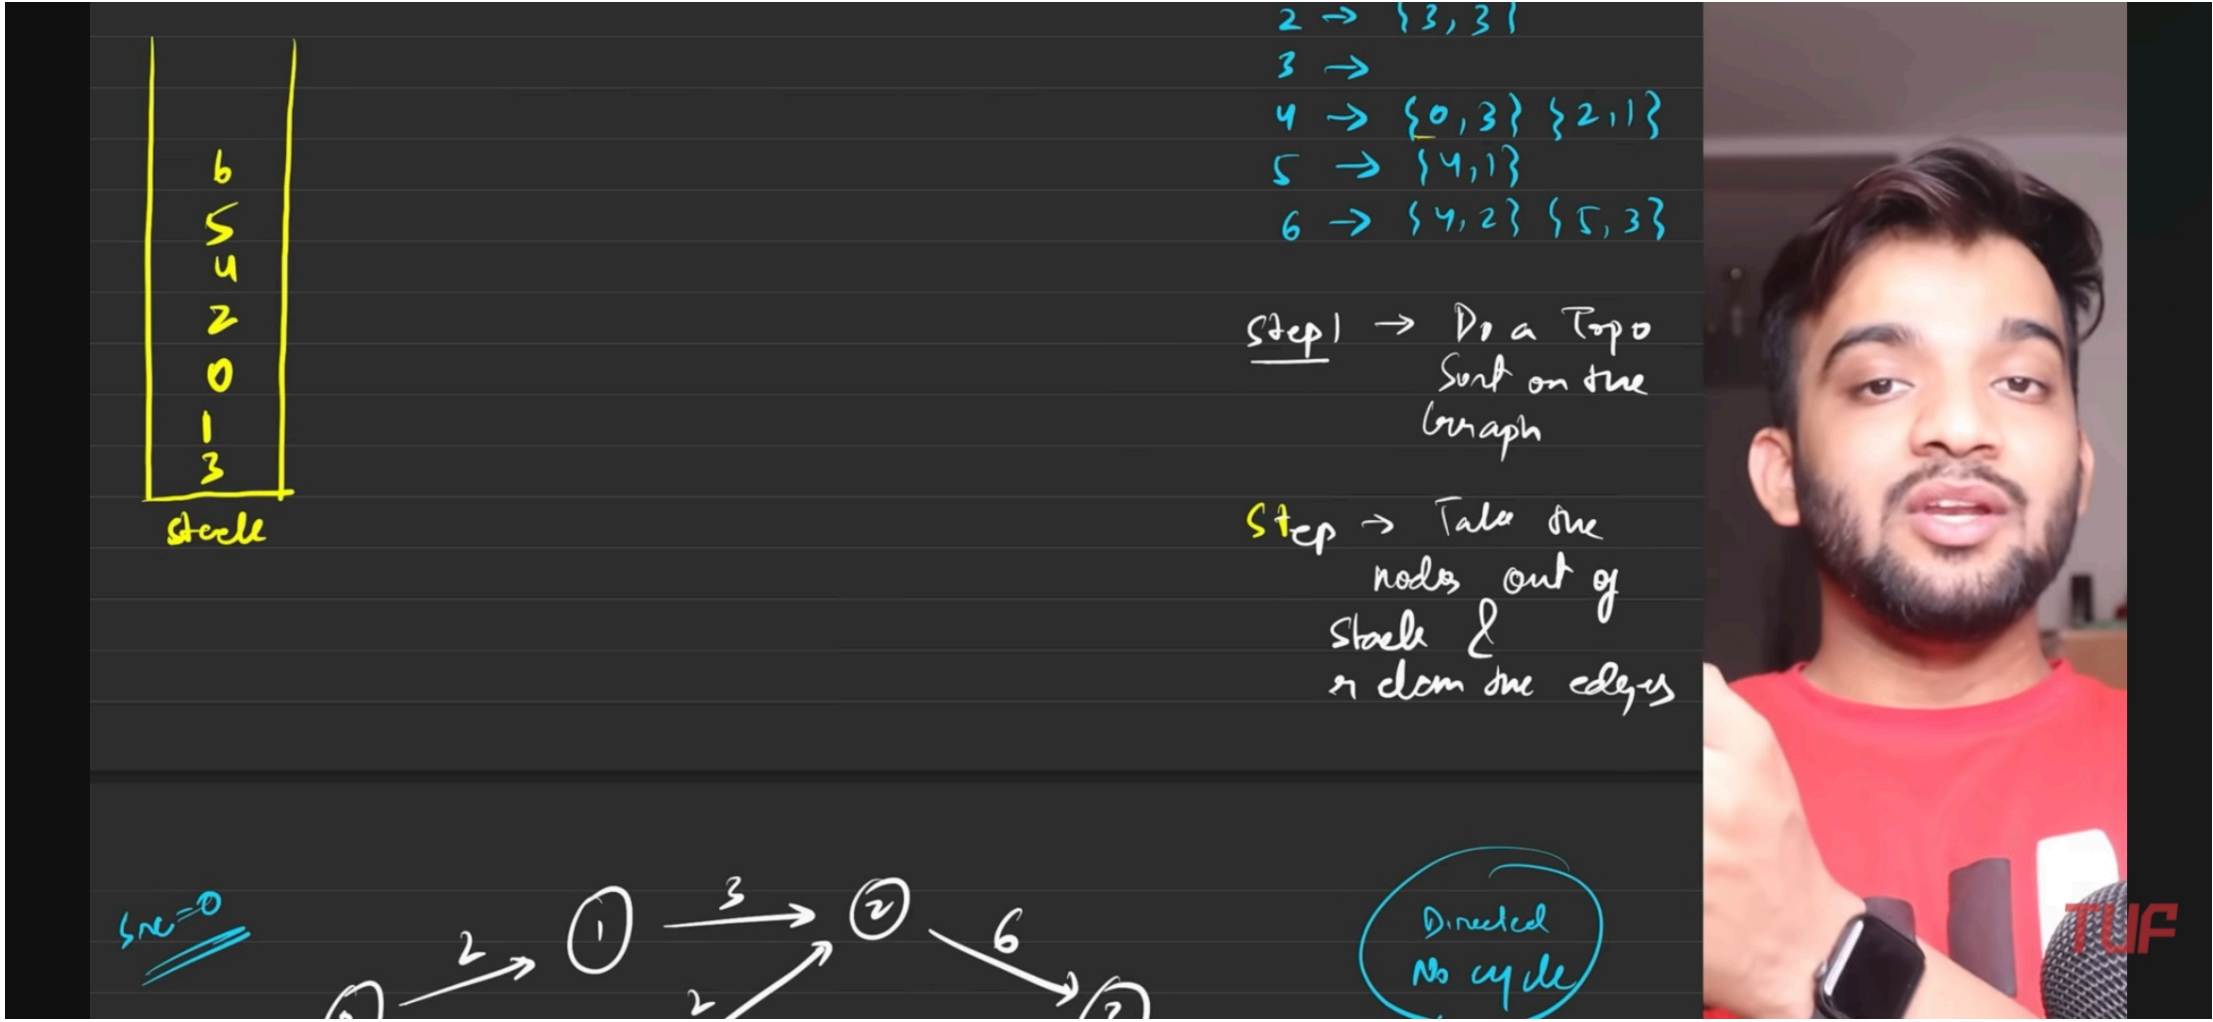 2 → {3, 3}
3 →
4 → {0, 3} {2, 1}
5 → {4, 1}
6 → {4, 2} {5, 3}
6
5
4
2
0
1
3
stack
Step 1 → Do a Topo
Sort on the
Graph
Step → Take the
nodes out of
stack &
relax the edges
Src = 0
2
1
3
2
6
2
Directed
No cycle
TUF